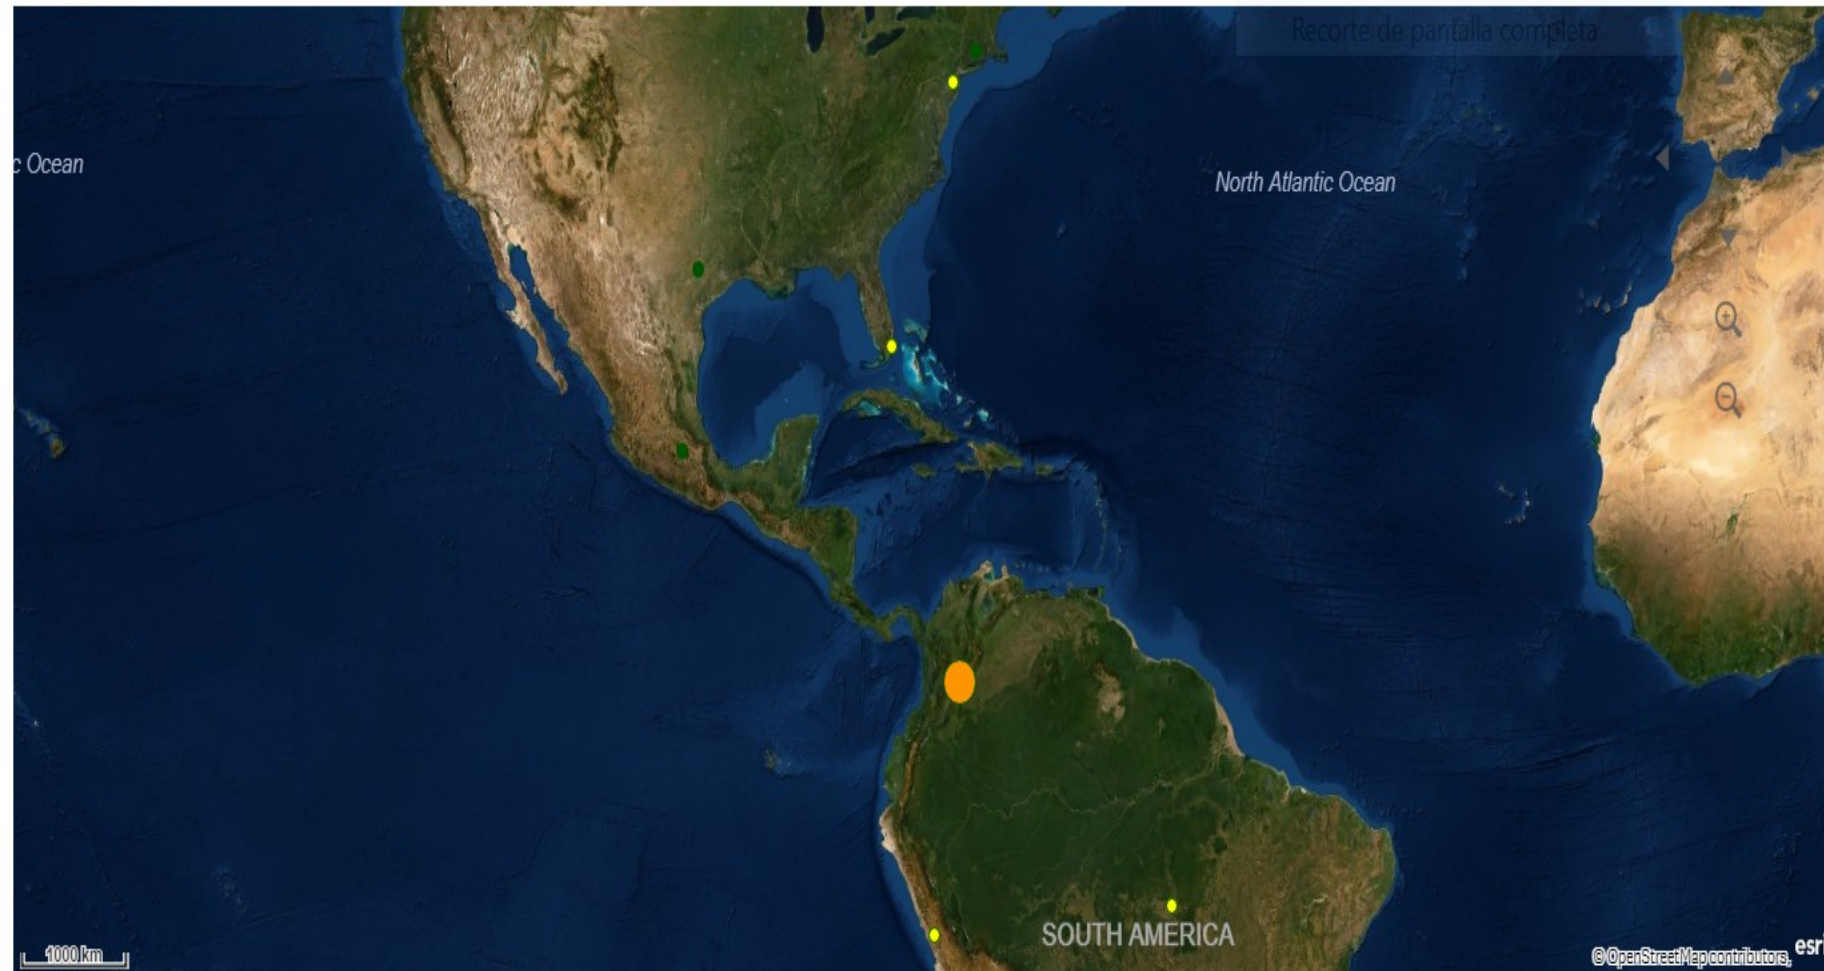 Recorte de pantalla completa
c Ocean
North Atlantic Ocean
SOUTH AMERICA
1000 km
© OpenStreetMap contributors, esri